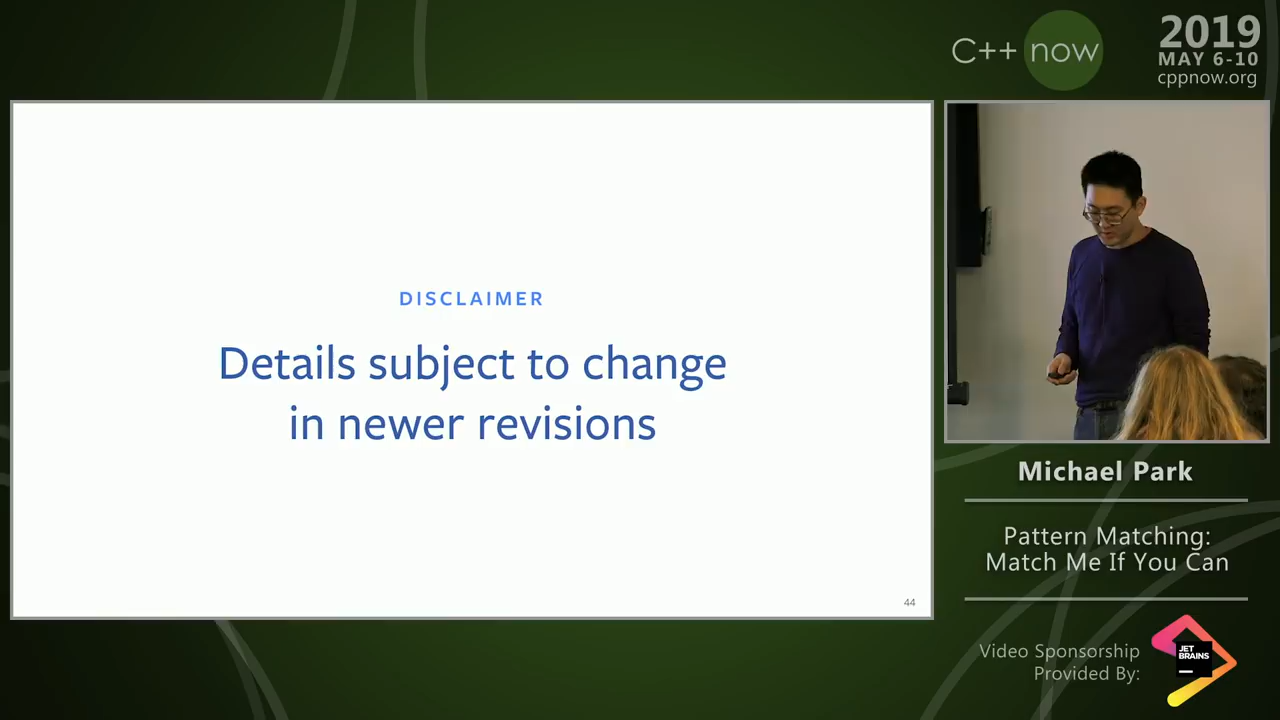 C++ now
2019
MAY 6-10
cppnow.org
DISCLAIMER
Details subject to change
in newer revisions
44
Michael Park
Pattern Matching:
Match Me If You Can
Video Sponsorship
Provided By:
JET
BRAINS